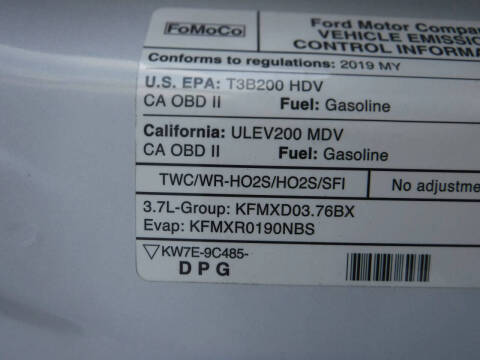 FoMoCo
Ford Motor Compa
VEHICLE EMISSIO
CONTROL INFORMA
Conforms to regulations: 2019 MY
U.S. EPA: T3B200 HDV
CA OBD II Fuel: Gasoline
California: ULEV200 MDV
CA OBD II Fuel: Gasoline
TWC/WR-HO2S/HO2S/SFI No adjustme
3.7L-Group: KFMXD03.76BX
Evap: KFMXR0190NBS
KW7E-9C485-
DPG